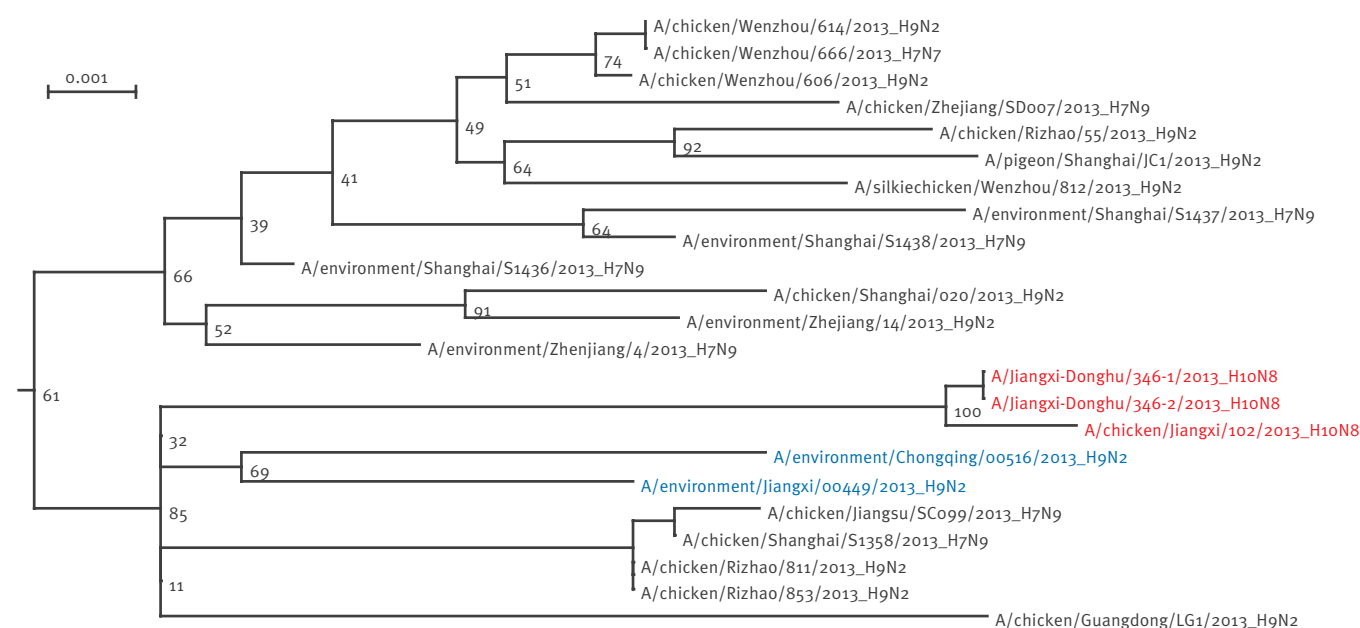 A/chicken/Wenzhou/614/2013_H9N2
A/chicken/Wenzhou/666/2013_H7N7
74
0.001
A/chicken/Wenzhou/606/2013_H9N2
51
A/chicken/Zhejiang/SD007/2013_H7N9
49
A/chicken/Rizhao/55/2013_H9N2
92
A/pigeon/Shanghai/JC1/2013_H9N2
64
41
A/silkiechicken/Wenzhou/812/2013_H9N2
A/environment/Shanghai/S1437/2013_H7N9
39
64
A/environment/Shanghai/S1438/2013_H7N9
A/environment/Shanghai/S1436/2013_H7N9
66
A/chicken/Shanghai/020/2013_H9N2
91
A/environment/Zhejiang/14/2013_H9N2
52
A/environment/Zhenjiang/4/2013_H7N9
A/Jiangxi-Donghu/346-1/2013_H10N8
61
A/Jiangxi-Donghu/346-2/2013_H10N8
100
A/chicken/Jiangxi/102/2013_H10N8
32
A/environment/Chongqing/00516/2013_H9N2
69
A/environment/Jiangxi/00449/2013_H9N2
85
A/chicken/Jiangsu/SC099/2013_H7N9
A/chicken/Shanghai/S1358/2013_H7N9
A/chicken/Rizhao/811/2013_H9N2
11
A/chicken/Rizhao/853/2013_H9N2
A/chicken/Guangdong/LG1/2013_H9N2